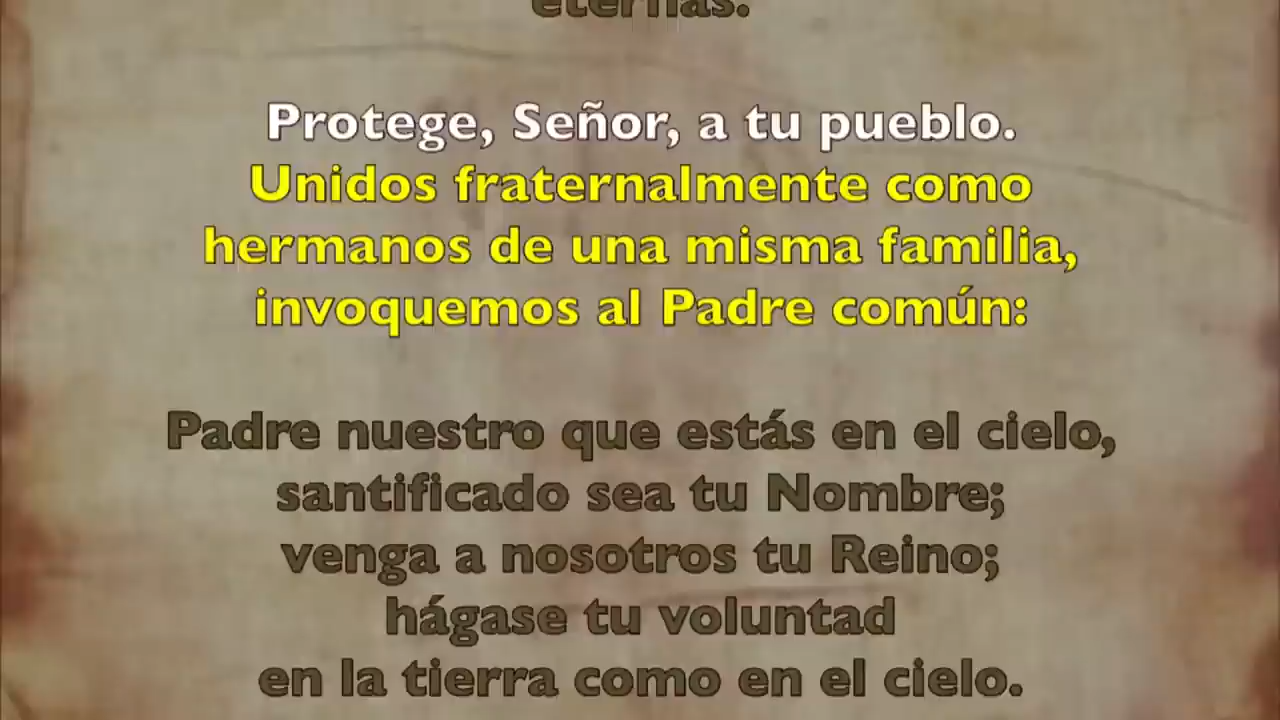 eternas.
Protege, Señor, a tu pueblo.
Unidos fraternalmente como
hermanos de una misma familia,
invoquemos al Padre común:
Padre nuestro que estás en el cielo,
santificado sea tu Nombre;
venga a nosotros tu Reino;
hágase tu voluntad
en la tierra como en el cielo.